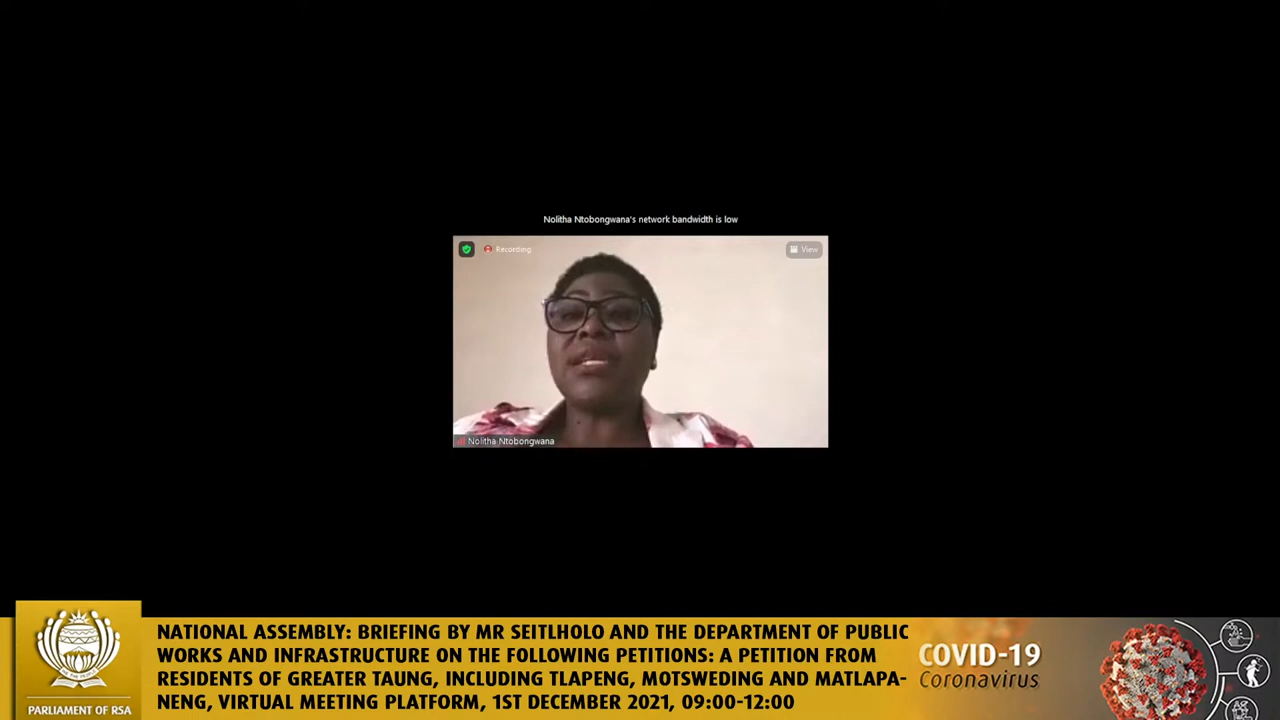 Nolitha Ntobongwana's network bandwidth is low
Recording
View
Nolitha Ntobongwana
NATIONAL ASSEMBLY: BRIEFING BY MR SEITLHOLO AND THE DEPARTMENT OF PUBLIC
WORKS AND INFRASTRUCTURE ON THE FOLLOWING PETITIONS: A PETITION FROM
RESIDENTS OF GREATER TAUNG, INCLUDING TLAPENG, MOTSWEDING AND MATLAPA-
NENG, VIRTUAL MEETING PLATFORM, 1ST DECEMBER 2021, 09:00-12:00
PARLIAMENT OF RSA
COVID-19
Coronavirus